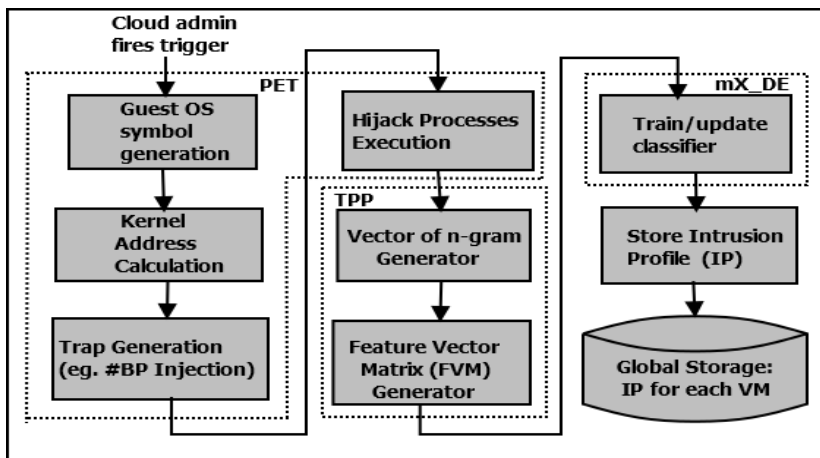 Cloud admin
fires trigger
PET
Guest OS
symbol
generation
Kernel
Address
Calculation
Trap Generation
(eg. #BP Injection)
Hijack Processes
Execution
TPP
Vector of n-gram
Generator
Feature Vector
Matrix (FVM)
Generator
mX_DE
Train/update
classifier
Store Intrusion
Profile (IP)
Global Storage:
IP for each VM